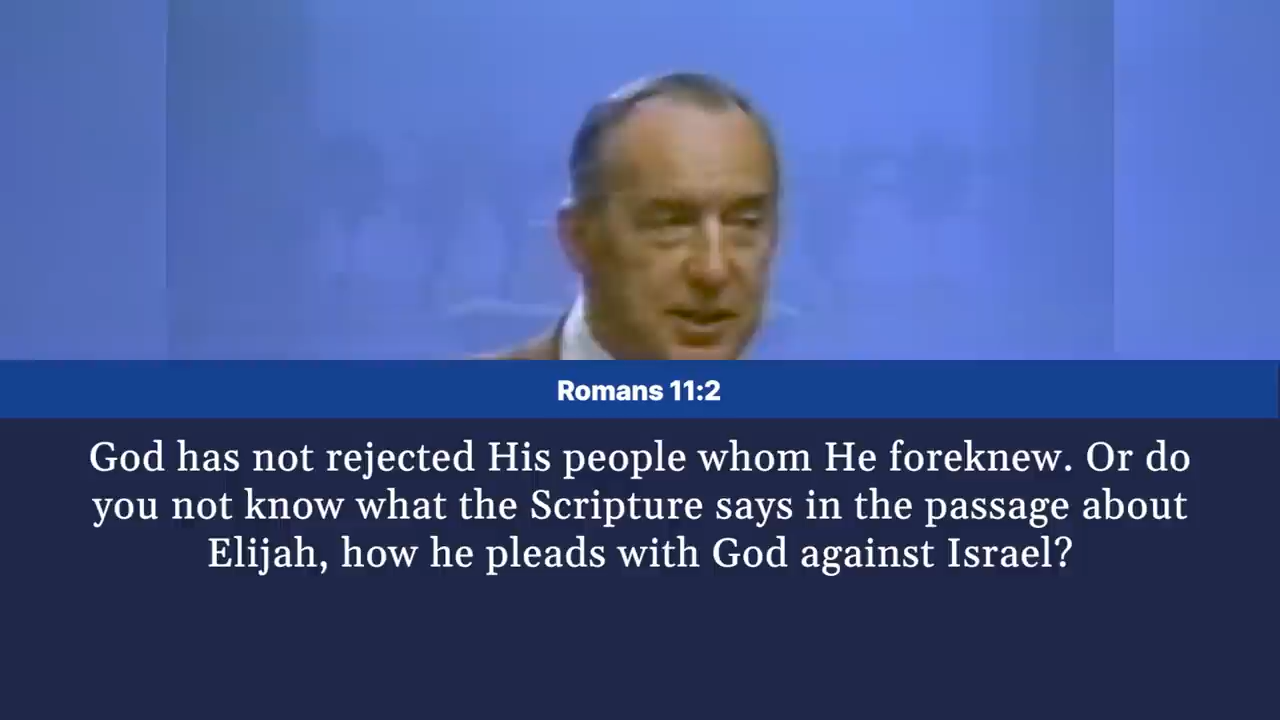 Romans 11:2
God has not rejected His people whom He foreknew. Or do
you not know what the Scripture says in the passage about
Elijah, how he pleads with God against Israel?